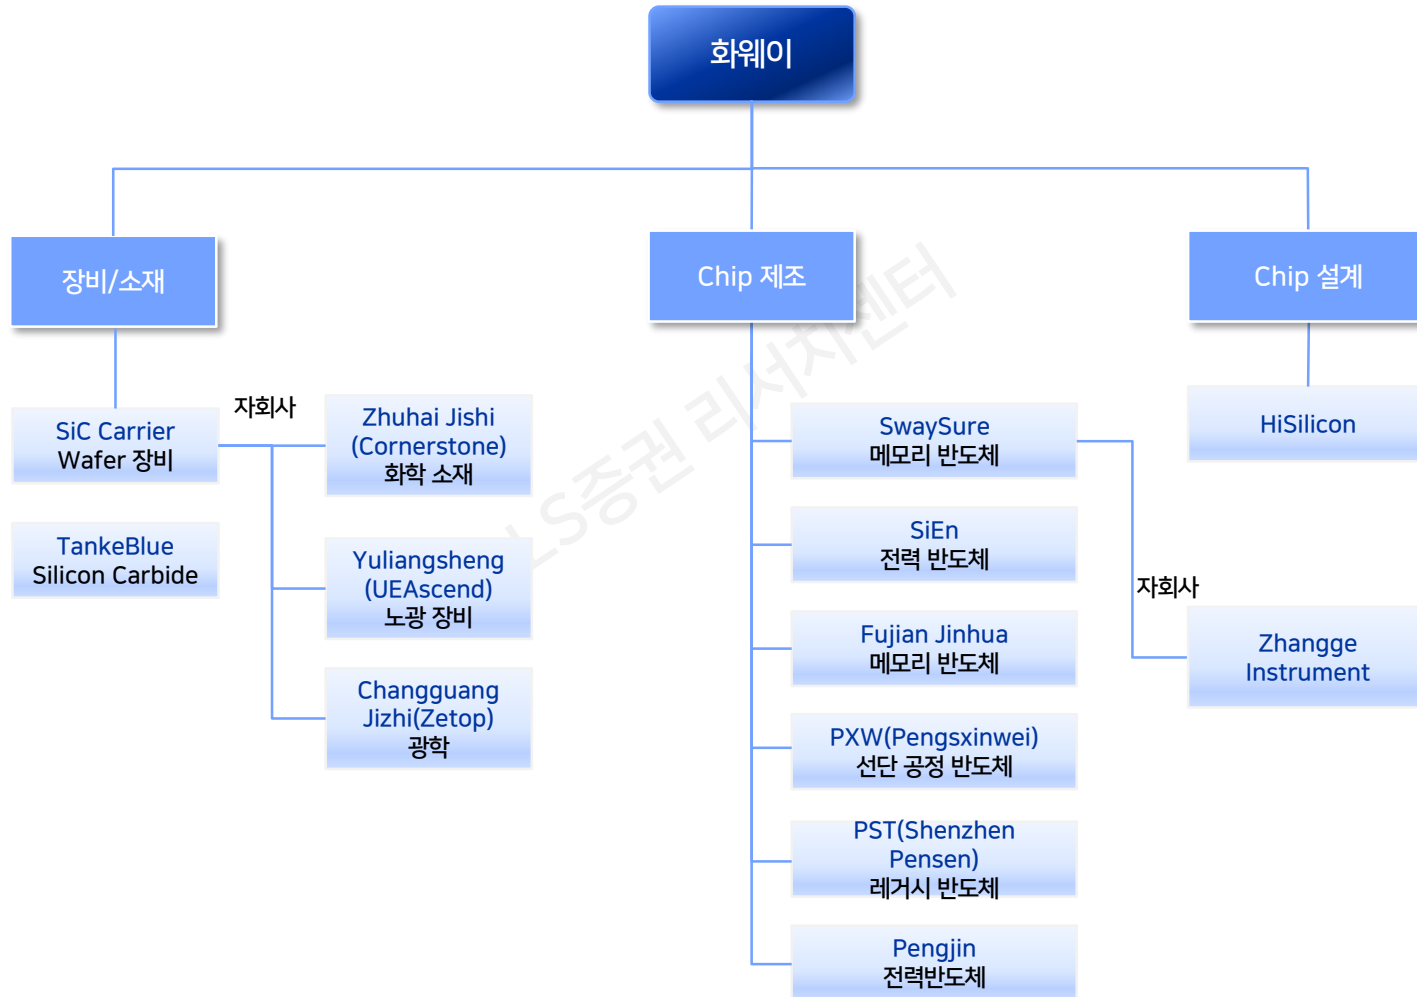 화웨이
장비/소재
Chip 제조
Chip 설계
SiC Carrier
Wafer 장비
TankeBlue
Silicon Carbide
자회사
Zhuhai Jishi
(Cornerstone)
화학 소재
Yuliangsheng
(UEAscend)
노광 장비
Changguang
Jizhi(Zetop)
광학
SwaySure
메모리 반도체
SiEn
전력 반도체
Fujian Jinhua
메모리 반도체
PXW(Pengsxinwei)
선단 공정 반도체
PST(Shenzhen
Pensen)
레거시 반도체
Pengjin
전력반도체
HiSilicon
자회사
Zhangge
Instrument
LS증권 리서치센터